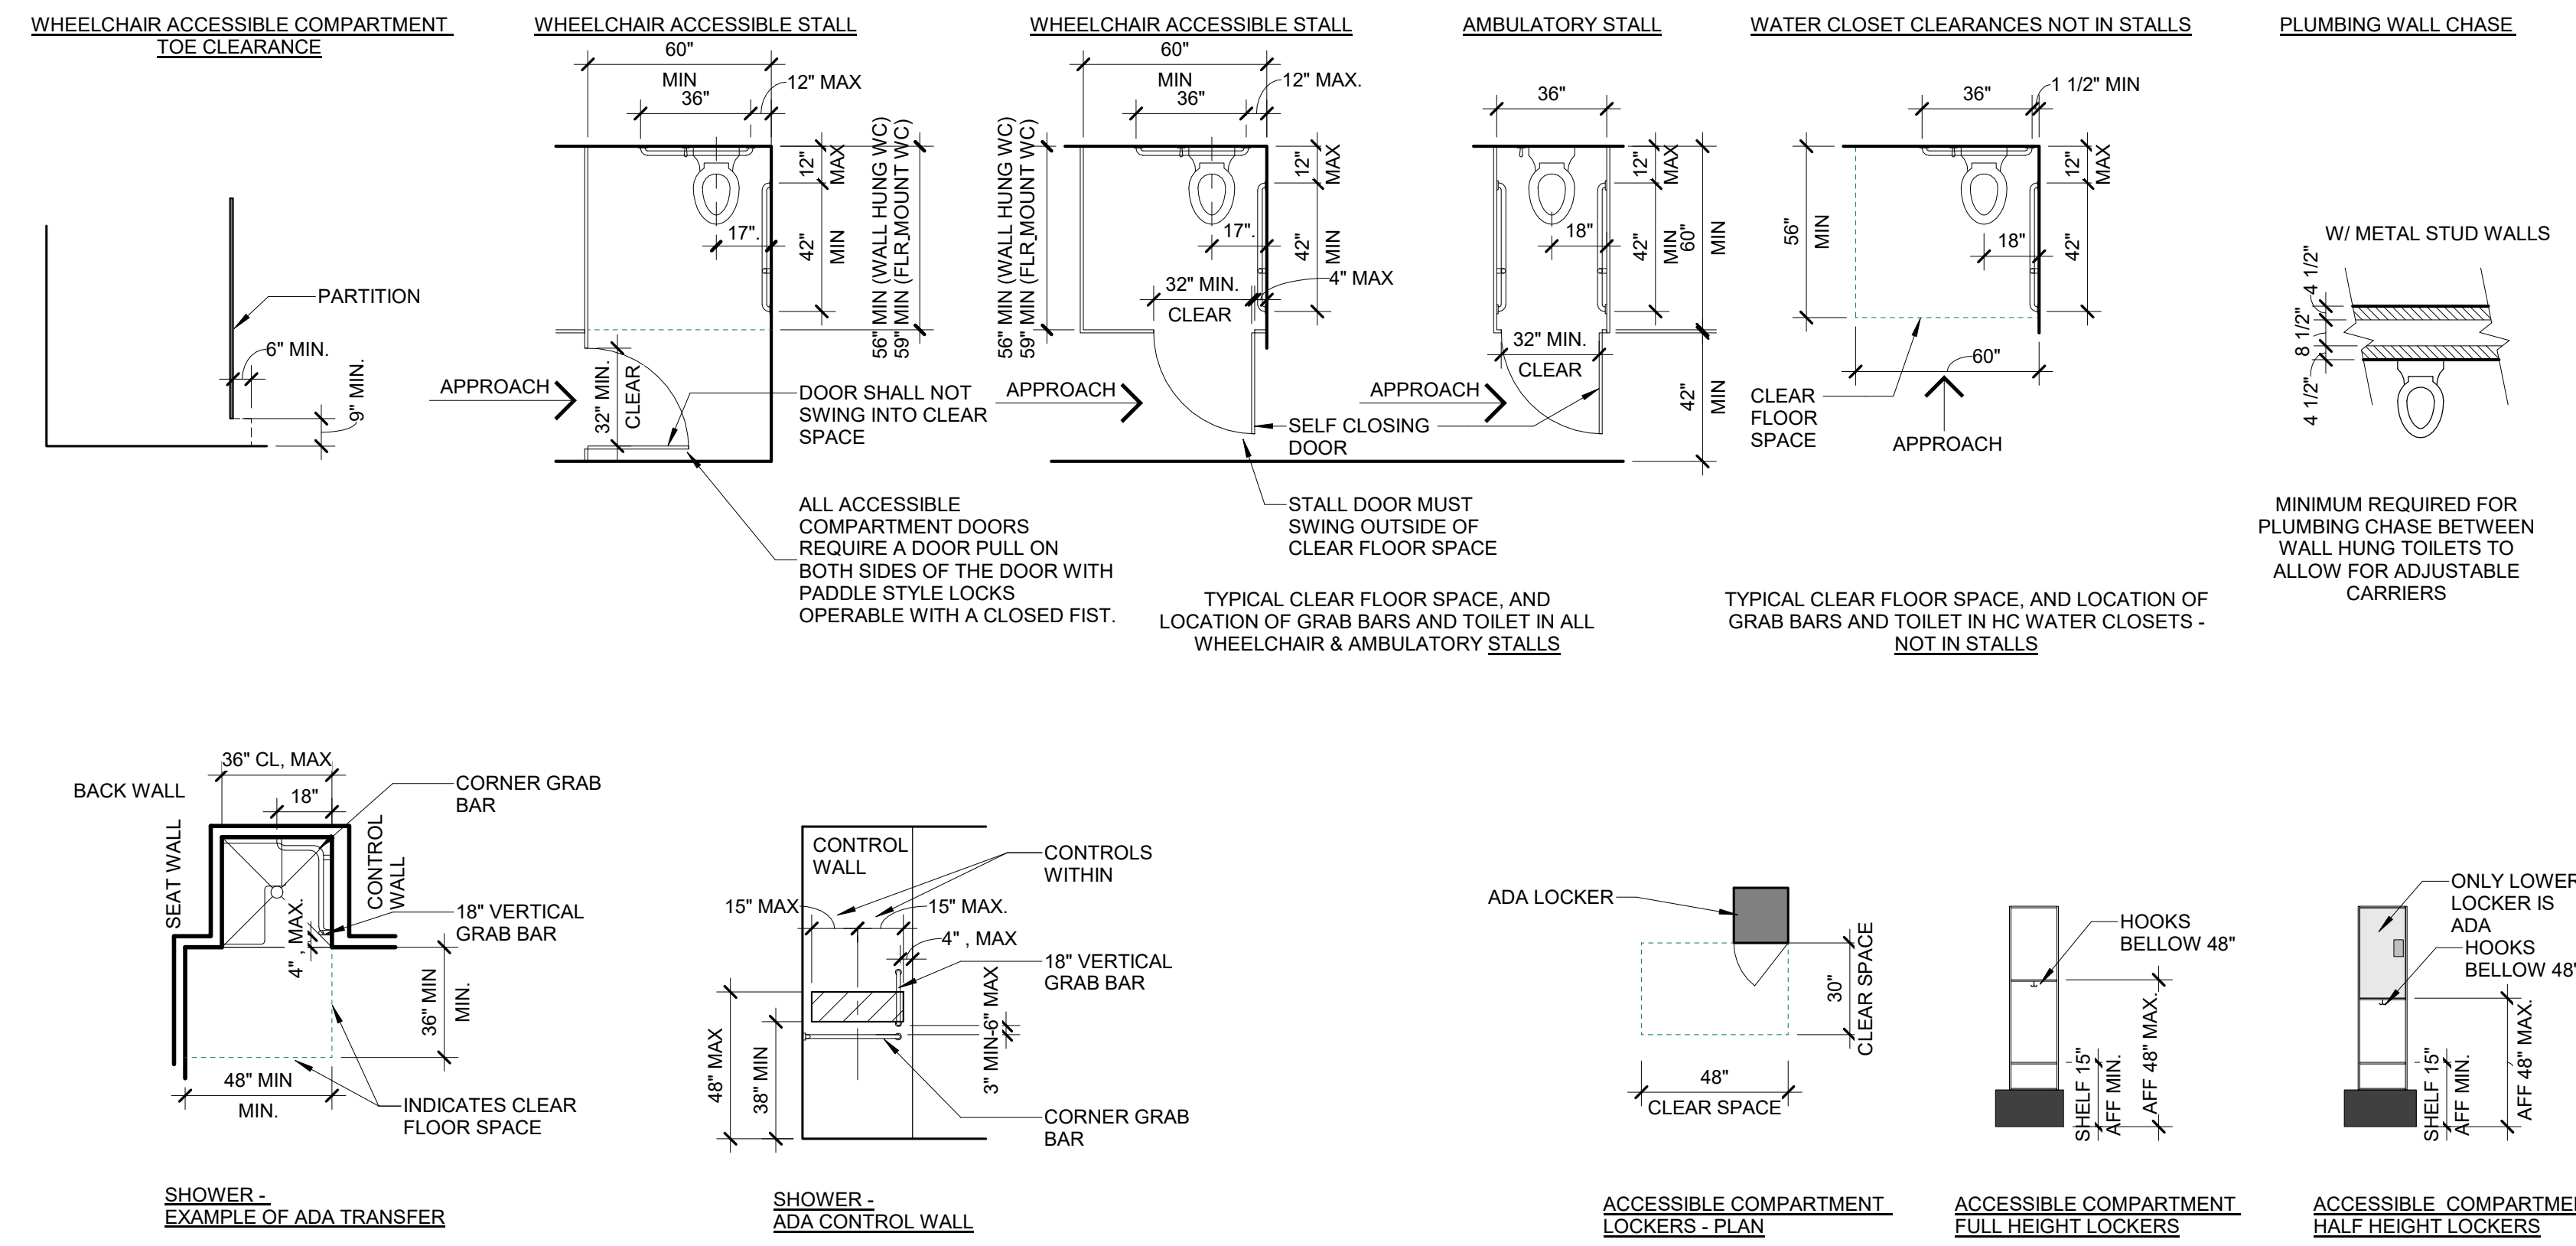 WHEELCHAIR ACCESSIBLE COMPARTMENT
TOE CLEARANCE
PARTITION
6" MIN.
9" MIN.
WHEELCHAIR ACCESSIBLE STALL
60"
MIN
36"
12" MAX
12"
MAX
17".
42"
MIN
56" MIN (WALL HUNG WC)
59" MIN (FLR_MOUNT WC)
APPROACH
32" MIN.
CLEAR
DOOR SHALL NOT
SWING INTO CLEAR
SPACE
ALL ACCESSIBLE
COMPARTMENT DOORS
REQUIRE A DOOR PULL ON
BOTH SIDES OF THE DOOR WITH
PADDLE STYLE LOCKS
OPERABLE WITH A CLOSED FIST.
WHEELCHAIR ACCESSIBLE STALL
60"
MIN
36"
12" MAX.
56" MIN (WALL HUNG WC)
59" MIN (FLR_MOUNT WC)
12"
MAX
17".
42"
MIN
32" MIN.
CLEAR
4" MAX
APPROACH
SELF CLOSING
DOOR
STALL DOOR MUST
SWING OUTSIDE OF
CLEAR FLOOR SPACE
AMBULATORY STALL
36"
12"
MAX
18"
42"
MIN
60"
MIN
32" MIN.
CLEAR
APPROACH
42"
MIN
TYPICAL CLEAR FLOOR SPACE, AND
LOCATION OF GRAB BARS AND TOILET IN ALL
WHEELCHAIR & AMBULATORY STALLS
WATER CLOSET CLEARANCES NOT IN STALLS
36"
1 1/2" MIN
12"
MAX
56"
MIN
18"
42"
60"
CLEAR
FLOOR
SPACE
APPROACH
TYPICAL CLEAR FLOOR SPACE, AND LOCATION OF
GRAB BARS AND TOILET IN HC WATER CLOSETS -
NOT IN STALLS
PLUMBING WALL CHASE
W/ METAL STUD WALLS
4 1/2"
8 1/2"
4 1/2"
MINIMUM REQUIRED FOR
PLUMBING CHASE BETWEEN
WALL HUNG TOILETS TO
ALLOW FOR ADJUSTABLE
CARRIERS
36" CL, MAX
BACK WALL
18"
CORNER GRAB
BAR
SEAT WALL
CONTROL
WALL
18" VERTICAL
GRAB BAR
4" , MAX.
36" MIN
MIN.
48" MIN
MIN.
INDICATES CLEAR
FLOOR SPACE
SHOWER -
EXAMPLE OF ADA TRANSFER
CONTROL
WALL
CONTROLS
WITHIN
15" MAX
15" MAX.
4" , MAX
18" VERTICAL
GRAB BAR
3" MIN-6" MAX
48" MAX
38" MIN
CORNER GRAB
BAR
SHOWER -
ADA CONTROL WALL
ADA LOCKER
30"
CLEAR SPACE
48"
CLEAR SPACE
ACCESSIBLE COMPARTMENT
LOCKERS - PLAN
HOOKS
BELLOW 48"
SHELF 15"
AFF MIN.
AFF 48" MAX.
ACCESSIBLE COMPARTMENT
FULL HEIGHT LOCKERS
ONLY LOWER
LOCKER IS
ADA
HOOKS
BELLOW 48"
SHELF 15"
AFF MIN.
AFF 48" MAX.
ACCESSIBLE COMPARTME
HALF HEIGHT LOCKERS